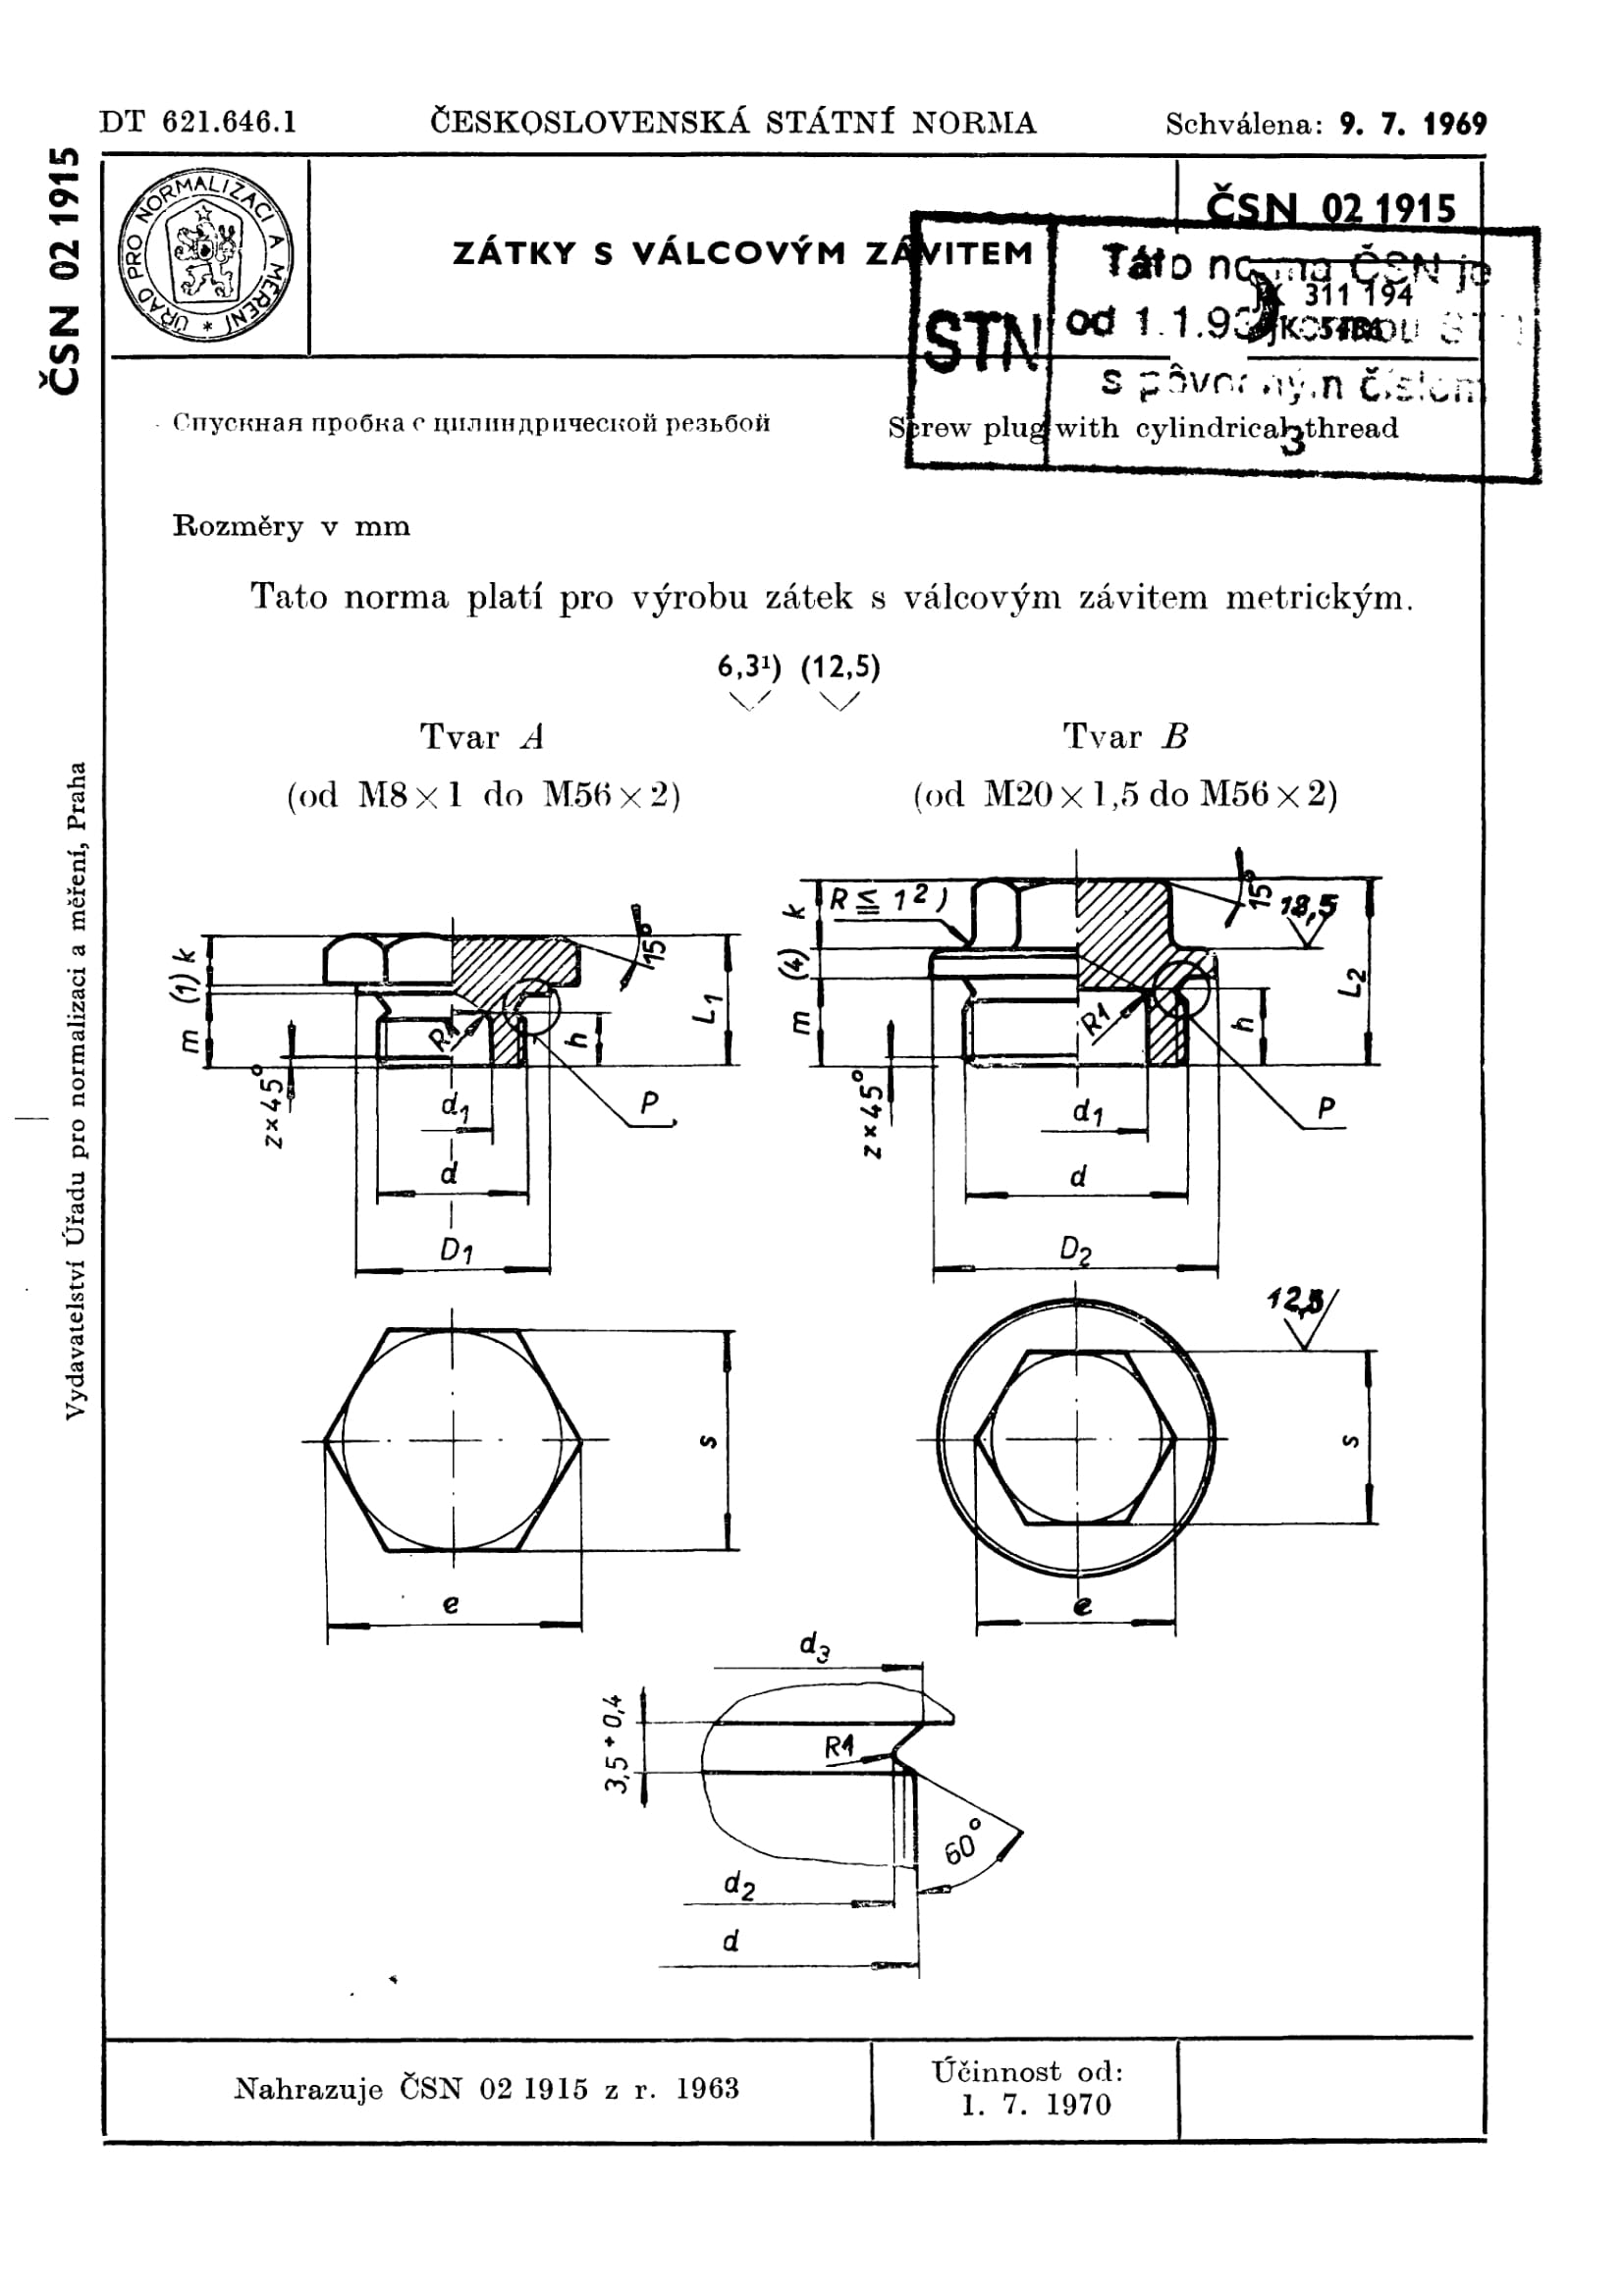 DT 621.646.1
ČESKOSLOVENSKÁ STÁTNÍ NORMA
Schválena: 9. 7. 1969
ČSN 02 1915
ÚŘAD PRO NORMALIZACI A MĚŘENÍ *
ZÁTKY S VÁLCOVÝM ZÁVITEM
ČSN 02 1915
JK 311 194
STN
Táto norma ČSN je
od 1.1.93
s pôvodným číslom
3
Спускная пробка с цилиндрической резьбой
Screw plug with cylindrical thread
Rozměry v mm
Tato norma platí pro výrobu zátek s válcovým závitem metrickým.
6,3¹) (12,5)
Tvar A
(od M8×1 do M56×2)
Tvar B
(od M20×1,5 do M56×2)
k
(1)
m
z×45°
R1
15°
L1
h
P
d1
d
D1
R ≦ 1²)
k
(4)
m
z×45°
R1
15°
12,5
L2
h
P
d1
d
D2
s
e
12,5
s
e
d3
3,5+0,4
R1
60°
d2
d
Vydavatelství Úřadu pro normalizaci a měření, Praha
Nahrazuje ČSN 02 1915 z r. 1963
Účinnost od:
1. 7. 1970